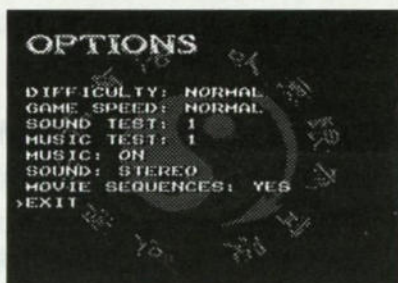 OPTIONS
DIFFICULTY: NORMAL
GAME SPEED: NORMAL
SOUND TEST: 1
MUSIC TEST: 1
MUSIC: ON
SOUND: STEREO
MOVIE SEQUENCES: YES
>EXIT